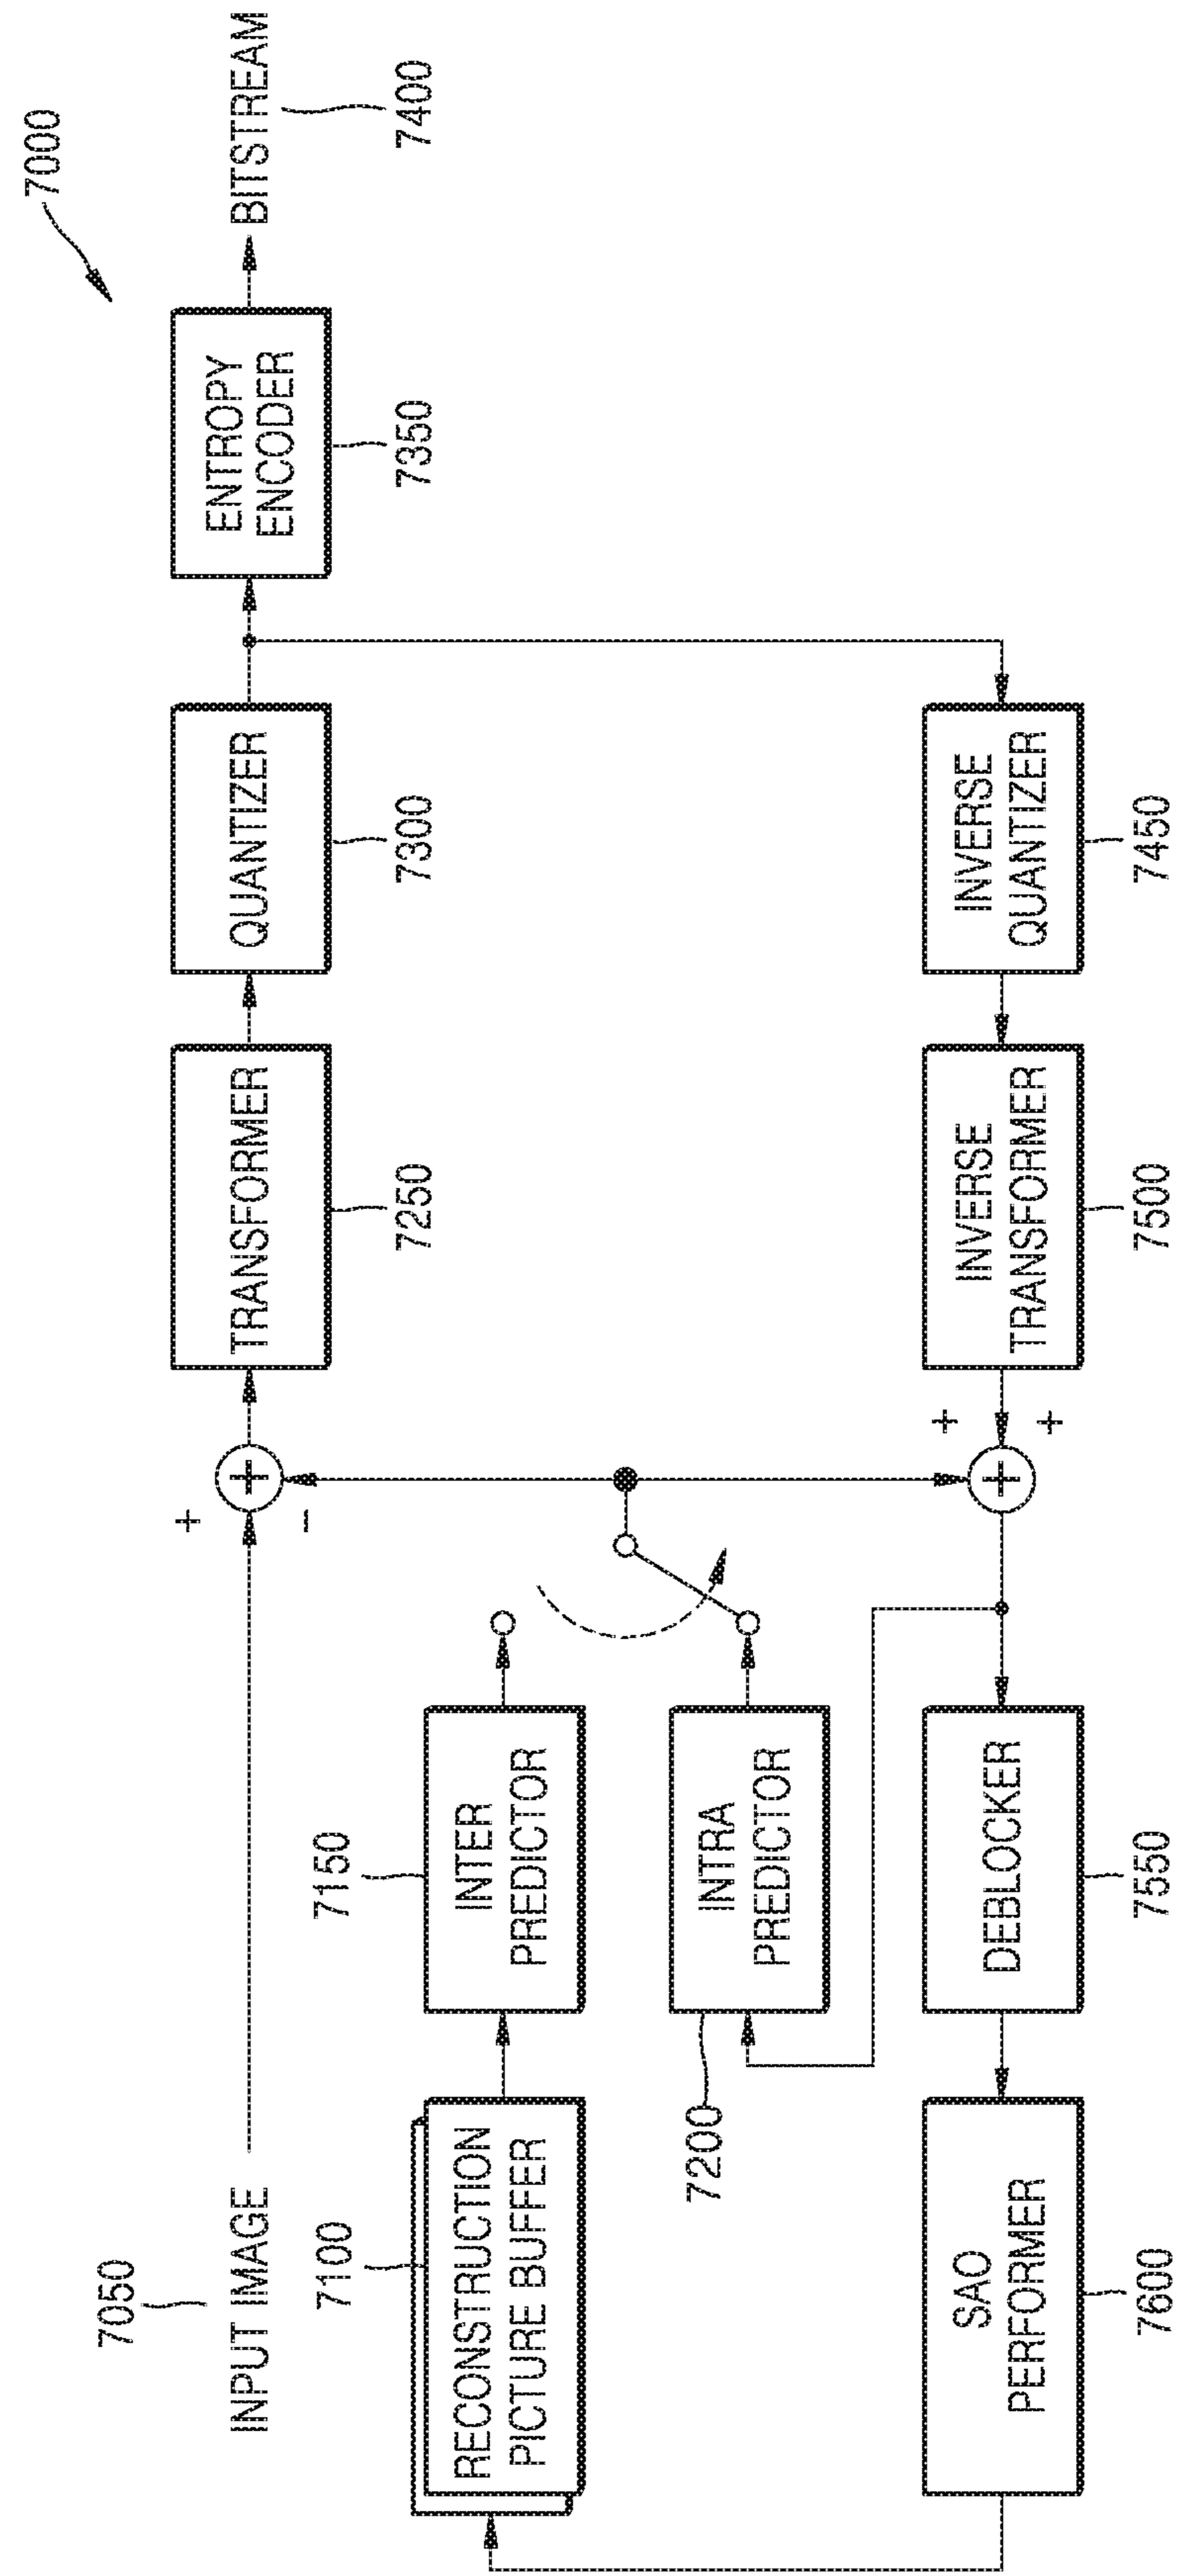 7000
7050
INPUT IMAGE
+
−
+
TRANSFORMER
7250
QUANTIZER
7300
ENTROPY
ENCODER
7350
BITSTREAM
7400
7100
RECONSTRUCTION
PICTURE BUFFER
7150
INTER
PREDICTOR
7200
INTRA
PREDICTOR
SAO
PERFORMER
7600
DEBLOCKER
7550
+
+
+
INVERSE
TRANSFORMER
7500
INVERSE
QUANTIZER
7450